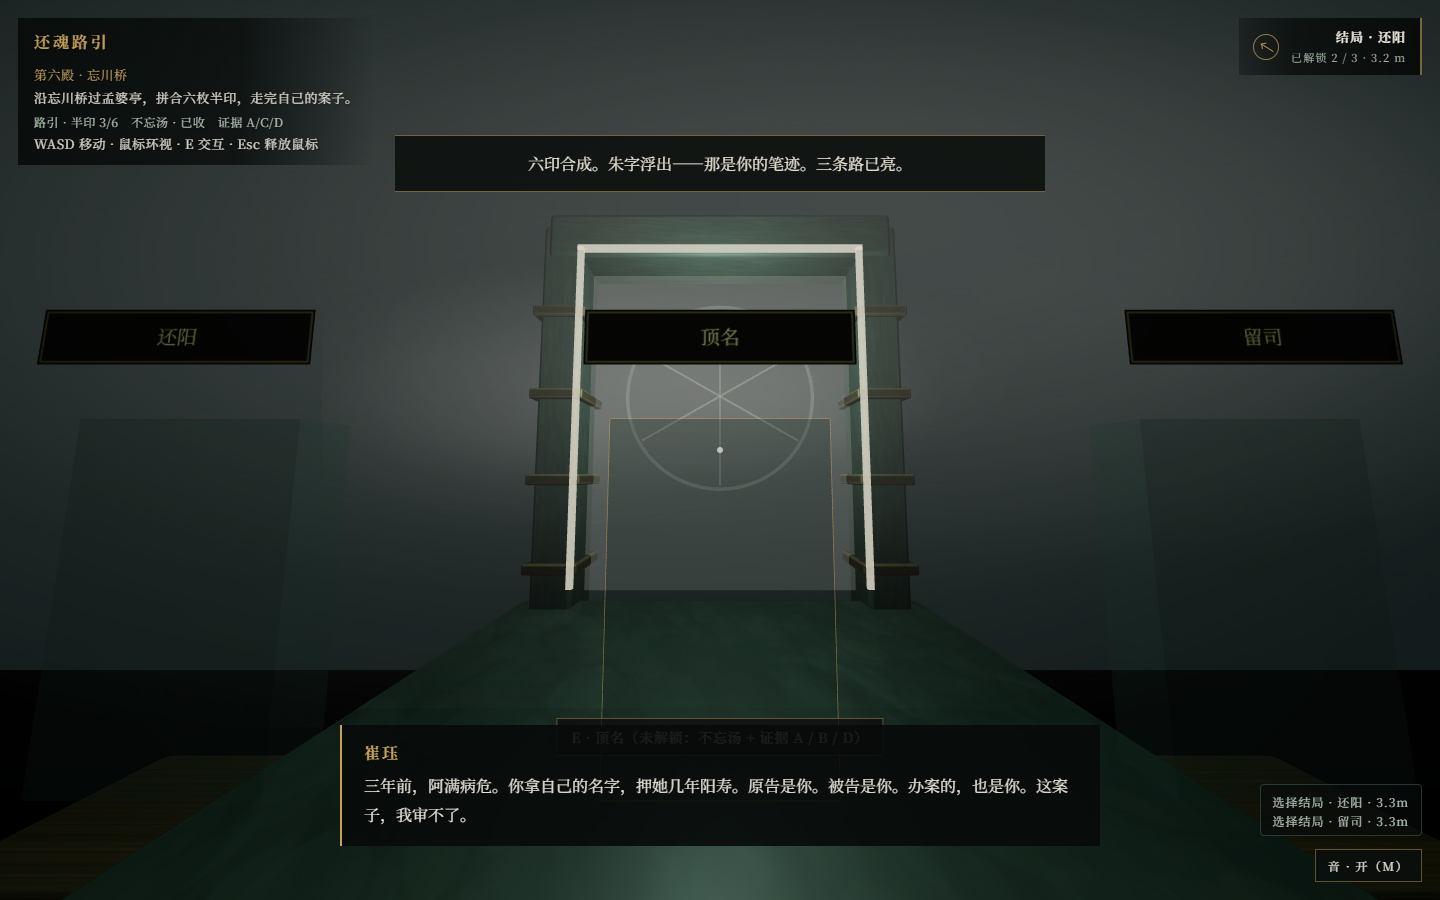 还魂路引
第六殿 · 忘川桥
沿忘川桥过孟婆亭，拼合六枚半印，走完自己的案子。
路引 · 半印 3/6 不忘汤 · 已收 证据 A/C/D
WASD 移动 · 鼠标环视 · E 交互 · Esc 释放鼠标
结局 · 还阳
已解锁 2 / 3 · 3.2 m
六印合成。朱字浮出——那是你的笔迹。三条路已亮。
还阳
顶名
留司
E · 顶名（未解锁：不忘汤 + 证据 A / B / D）
崔珏
三年前，阿满病危。你拿自己的名字，押她几年阳寿。原告是你。被告是你。办案的，也是你。这案
子，我审不了。
选择结局 · 还阳 · 3.3m
选择结局 · 留司 · 3.3m
音 · 开（M）